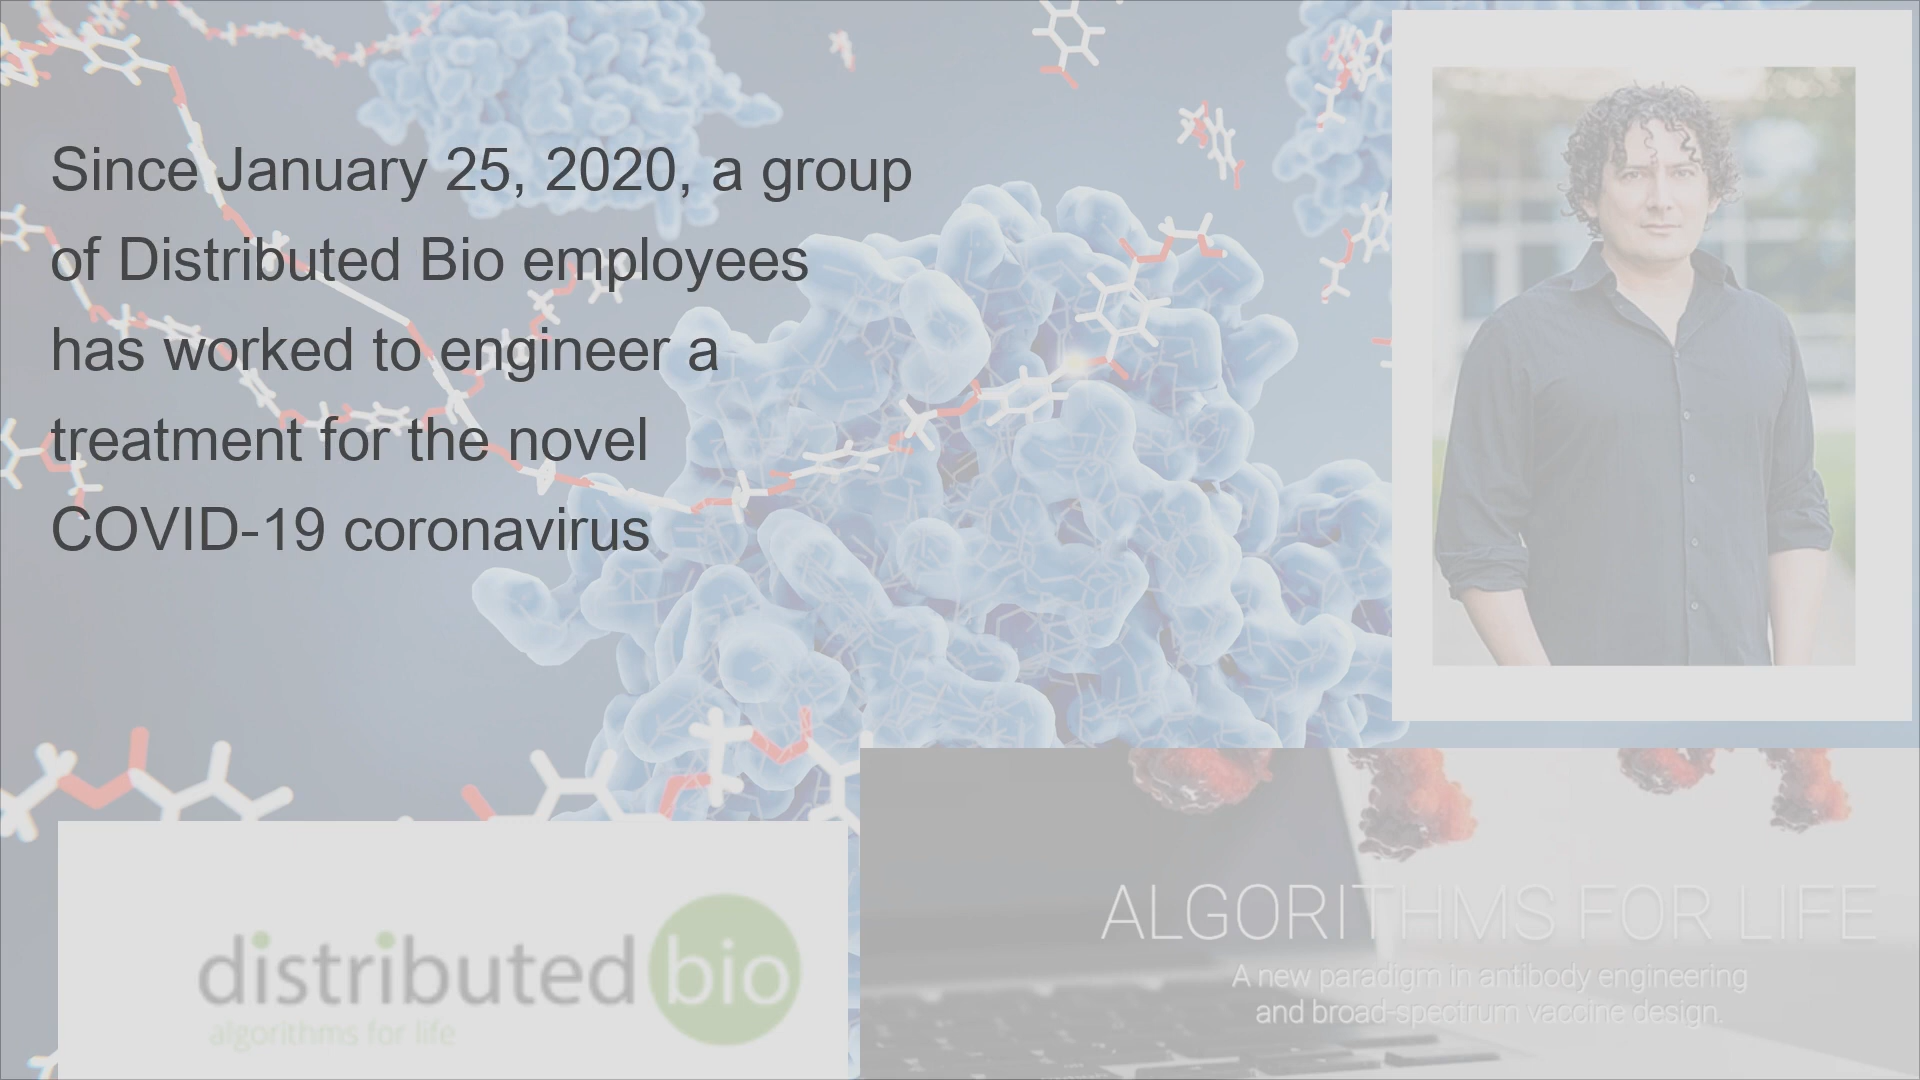 Since January 25, 2020, a group
of Distributed Bio employees
has worked to engineer a
treatment for the novel
COVID-19 coronavirus
distributed bio
algorithms for life
ALGORITHMS FOR LIFE
A new paradigm in antibody engineering
and broad-spectrum vaccine design.